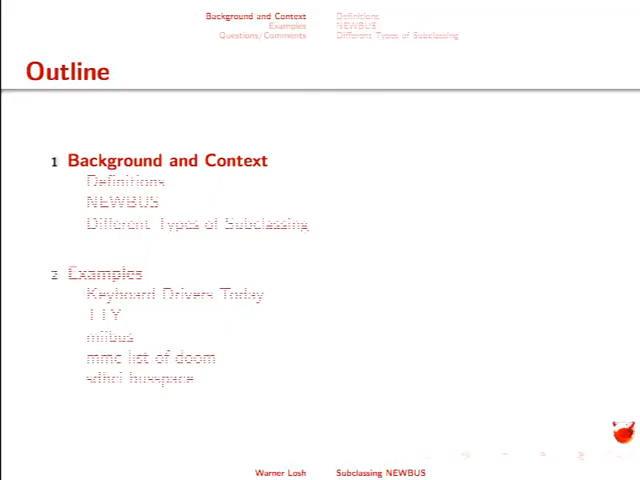 Background and Context
Examples
Questions/Comments
Definitions
NEWBUS
Different Types of Subclassing
Outline
1 Background and Context
Definitions
NEWBUS
Different Types of Subclassing
2 Examples
Keyboard Drivers Today
TTY
miibus
mmc list of doom
sdhci busspace
Warner Losh Subclassing NEWBUS